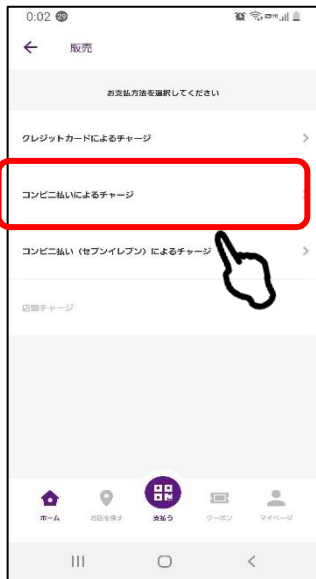 0:02
販売
お支払方法を選択してください
クレジットカードによるチャージ
コンビニ払いによるチャージ
コンビニ払い（セブンイレブン）によるチャージ
店頭チャージ
ホーム お店を探す 支払う クーポン マイページ